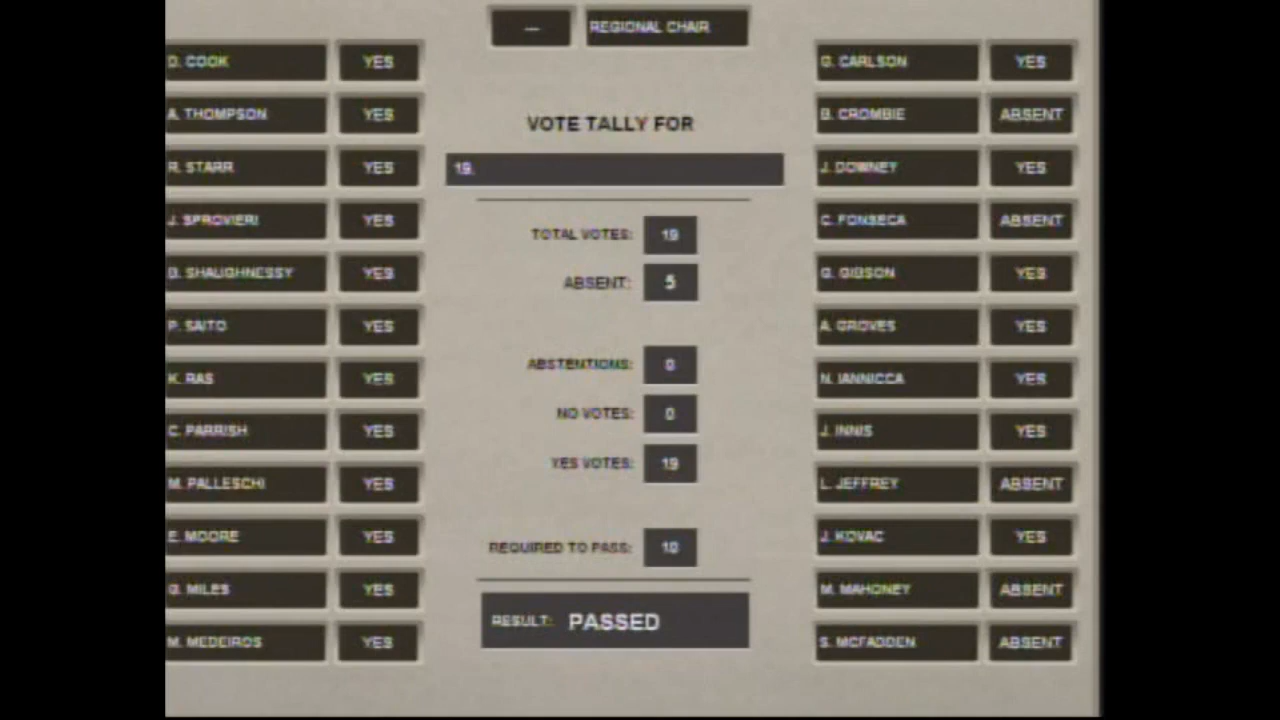 --- REGIONAL CHAIR
D. COOK YES
A. THOMPSON YES
R. STARR YES
J. SPROVIERI YES
B. SHAUGHNESSY YES
P. SAITO YES
K. RAS YES
C. PARRISH YES
M. PALLESCHI YES
E. MOORE YES
G. MILES YES
M. MEDEIROS YES
VOTE TALLY FOR
19.
TOTAL VOTES: 19
ABSENT: 5
ABSTENTIONS: 0
NO VOTES: 0
YES VOTES: 19
REQUIRED TO PASS: 10
RESULT: PASSED
G. CARLSON YES
B. CROMBIE ABSENT
J. DOWNEY YES
C. FONSECA ABSENT
G. GIBSON YES
A. GROVES YES
N. IANNICCA YES
J. INNIS YES
L. JEFFREY ABSENT
J. KOVAC YES
M. MAHONEY ABSENT
S. MCFADDEN ABSENT